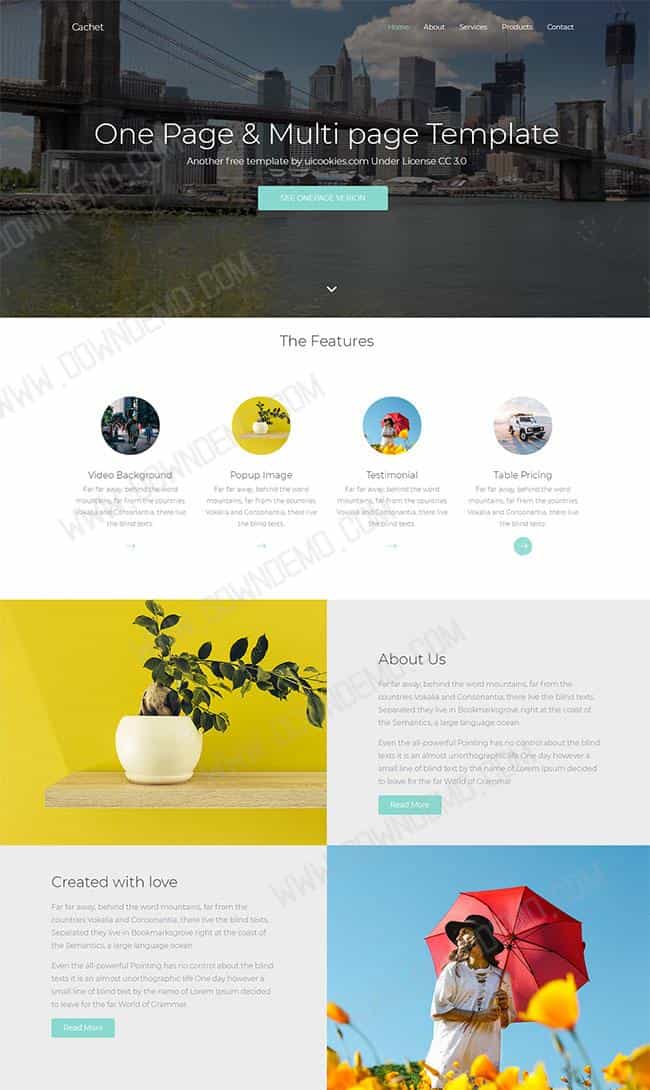 Cachet
Home About Services Products Contact
One Page & Multi page Template
Another free template by uicookies.com Under License CC 3.0
SEE ONEPAGE VERION
The Features
Video Background
Far far away, behind the word
mountains, far from the countries
Vokalia and Consonantia, there live
the blind texts.
Popup Image
Far far away, behind the word
mountains, far from the countries
Vokalia and Consonantia, there live
the blind texts.
Testimonial
Far far away, behind the word
mountains, far from the countries
Vokalia and Consonantia, there live
the blind texts.
Table Pricing
Far far away, behind the word
mountains, far from the countries
Vokalia and Consonantia, there live
the blind texts.
About Us
Far far away, behind the word mountains, far from the
countries Vokalia and Consonantia, there live the blind texts.
Separated they live in Bookmarksgrove right at the coast of
the Semantics, a large language ocean.
Even the all-powerful Pointing has no control about the blind
texts it is an almost unorthographic life One day however a
small line of blind text by the name of Lorem Ipsum decided
to leave for the far World of Grammar.
Read More
Created with love
Far far away, behind the word mountains, far from the
countries Vokalia and Consonantia, there live the blind texts.
Separated they live in Bookmarksgrove right at the coast of
the Semantics, a large language ocean.
Even the all-powerful Pointing has no control about the blind
texts it is an almost unorthographic life One day however a
small line of blind text by the name of Lorem Ipsum decided
to leave for the far World of Grammar.
Read More
WWW.DOWNDEMO.COM
WWW.DOWNDEMO.COM
WWW.DOWNDEMO.COM
WWW.DOWNDEMO.COM